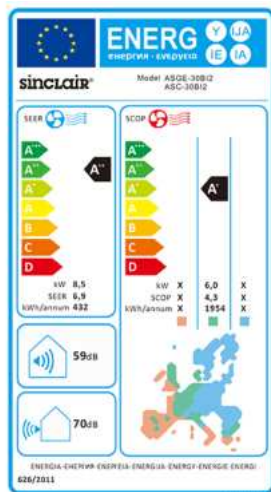 ENERG Y IJA
енергия · ενεργεια IE IA
sinclair®
Model ASGE-30BI2
ASC-30BI2
SEER
SCOP
A+++
A++
A+
A
B
C
D
A++
A+++
A++
A+
A
B
C
D
A+
kW 8,5
SEER 6,9
kWh/annum 432
kW X 6,0 X
SCOP X 4,3 X
kWh/annum X 1954 X
59dB
70dB
ENERGIA-ЕНЕРГИЯ-ΕΝΕΡΓΕΙΑ-ENERGIJA-ENERGY-ENERGIE ENERGI
626/2011